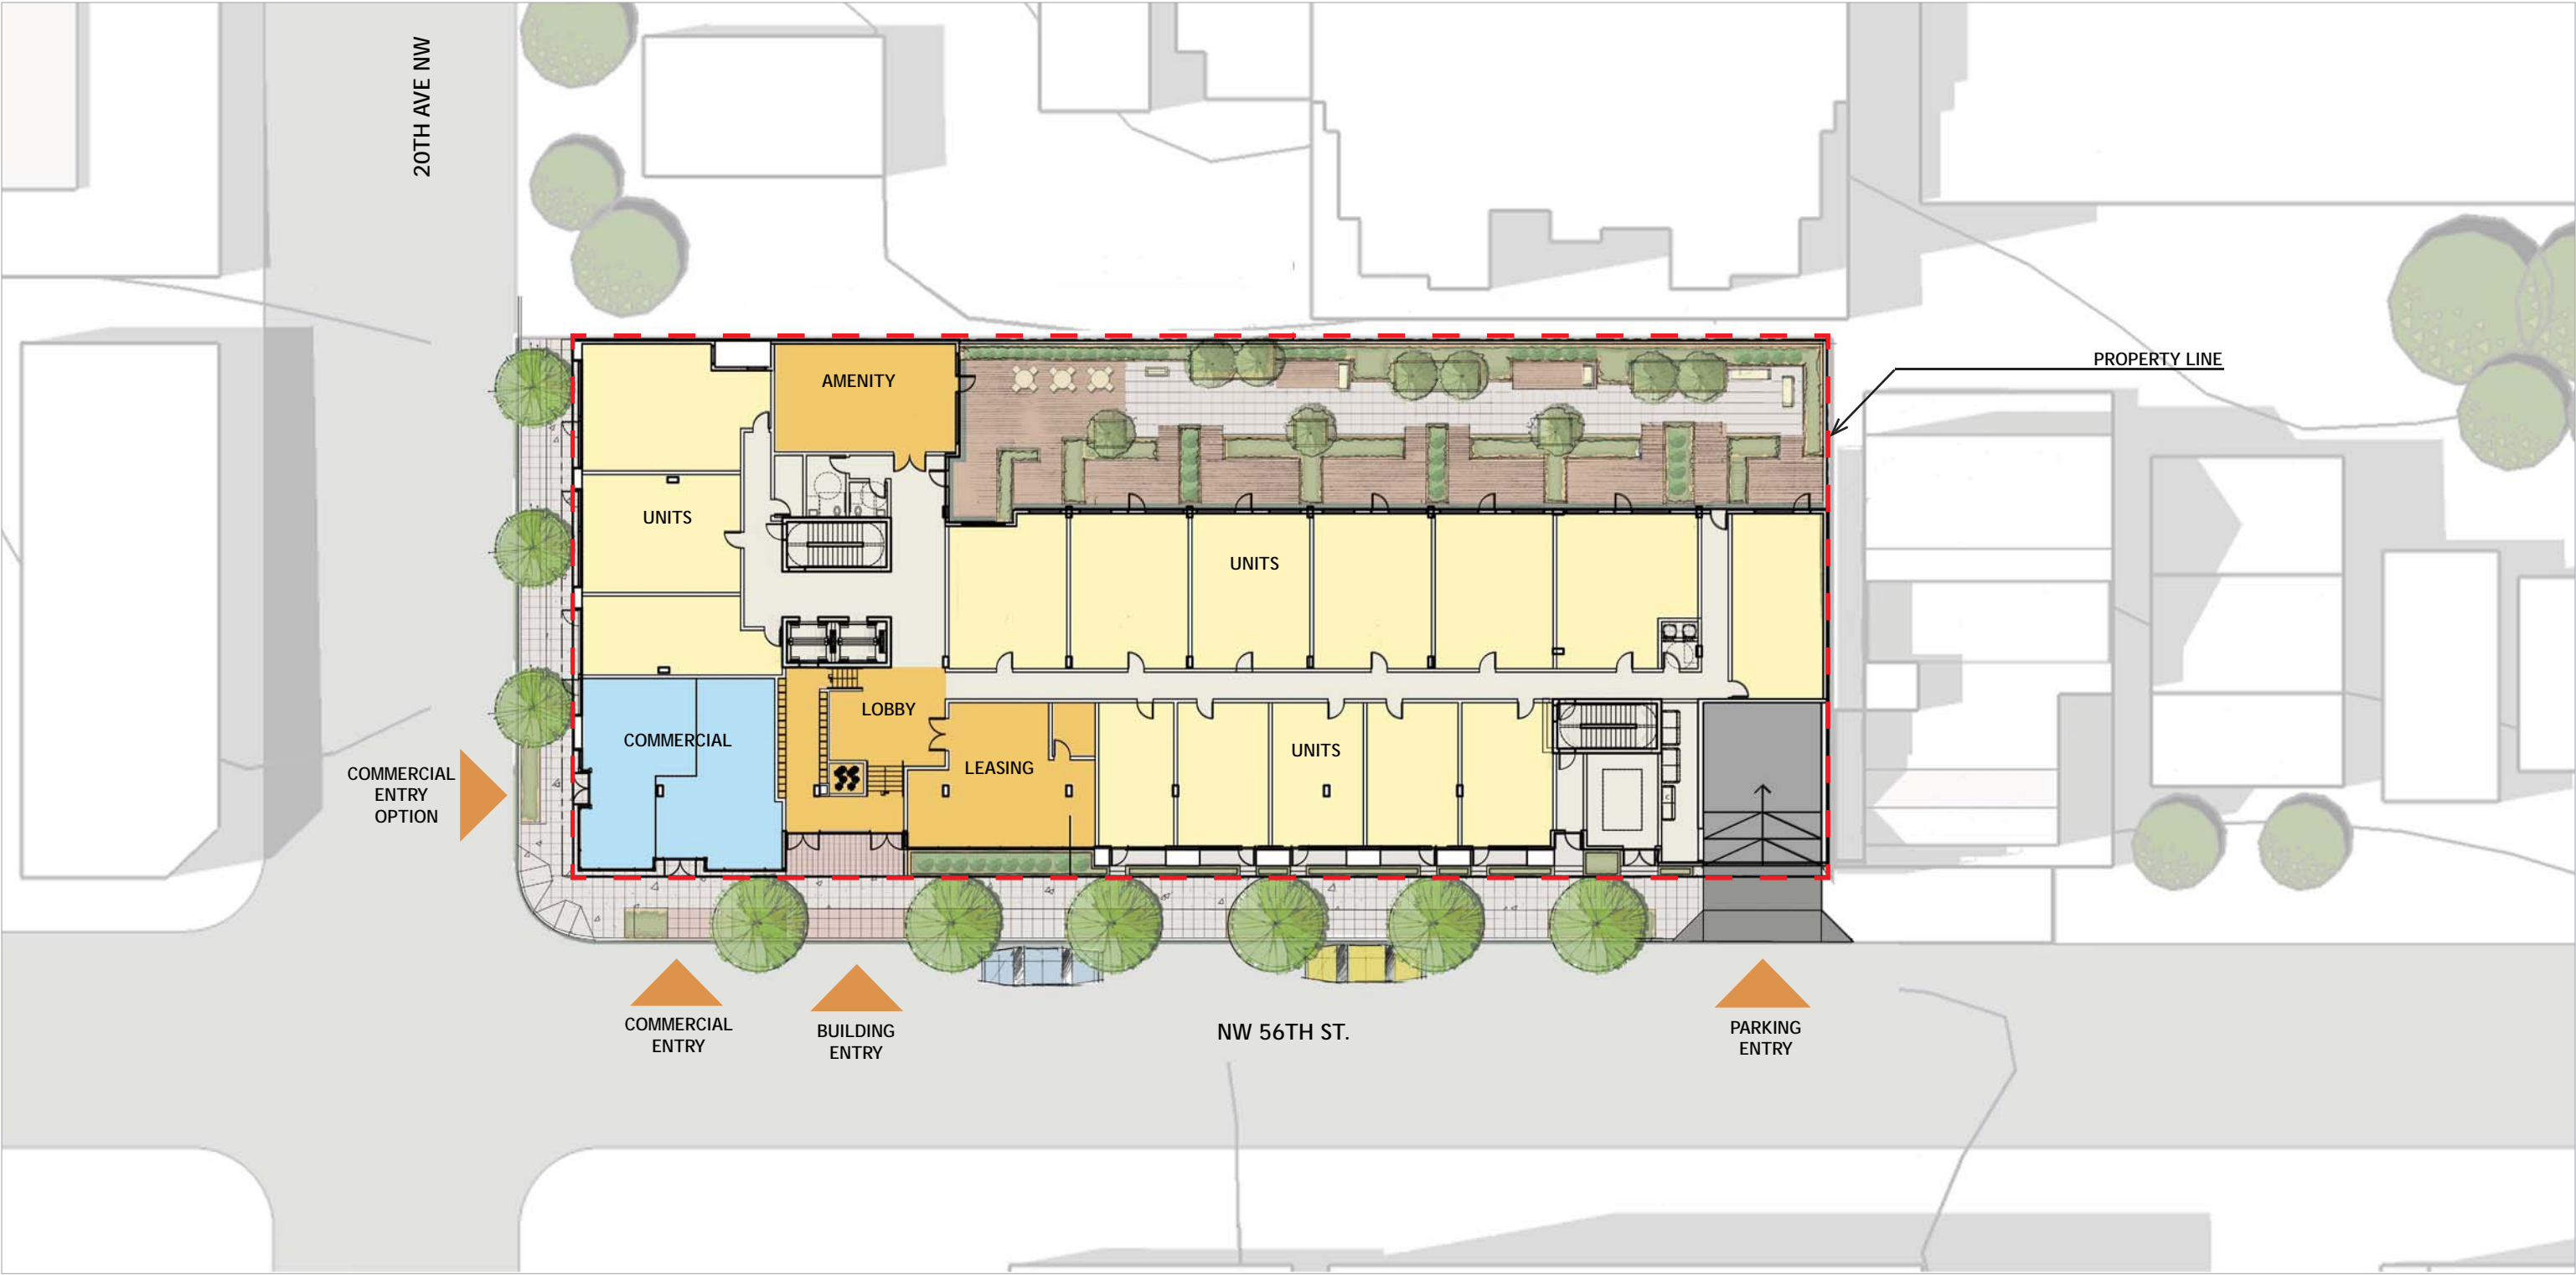 20TH AVE NW
PROPERTY LINE
AMENITY
UNITS
UNITS
LOBBY
COMMERCIAL
UNITS
LEASING
COMMERCIAL
ENTRY
OPTION
COMMERCIAL
ENTRY
BUILDING
ENTRY
NW 56TH ST.
PARKING
ENTRY